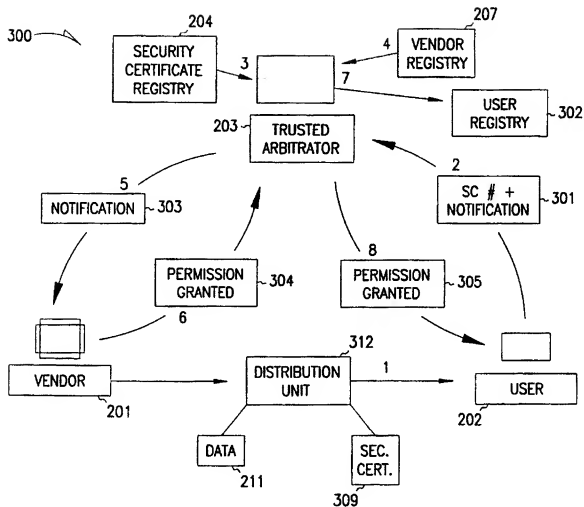 300
204
SECURITY
CERTIFICATE
REGISTRY
3
4
207
VENDOR
REGISTRY
7
USER
REGISTRY
302
203
TRUSTED
ARBITRATOR
5
NOTIFICATION
303
2
SC # +
NOTIFICATION
301
PERMISSION
GRANTED
304
6
8
PERMISSION
GRANTED
305
VENDOR
201
312
DISTRIBUTION
UNIT
1
USER
202
DATA
211
SEC.
CERT.
309